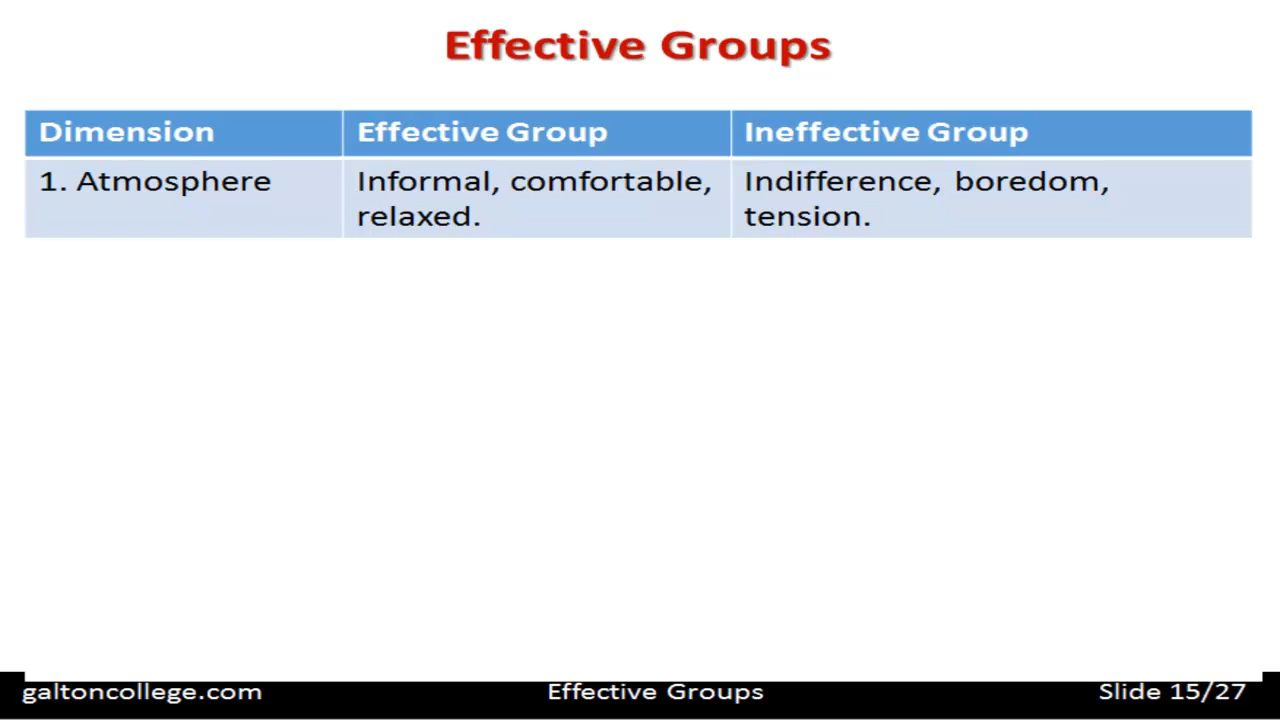 Effective Groups
Dimension Effective Group Ineffective Group
1. Atmosphere Informal, comfortable, Indifference, boredom,
relaxed. tension.
galtoncollege.com Effective Groups Slide 15/27